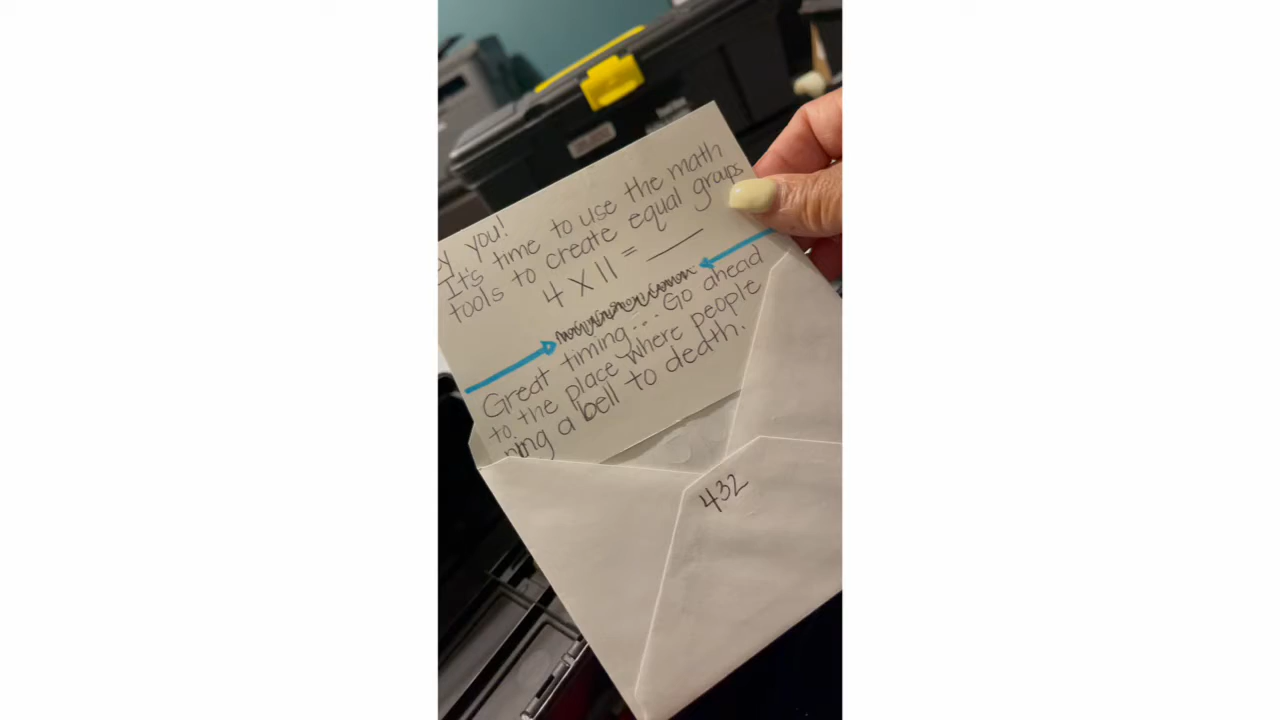 y you!
It's time to use the math
tools to create equal groups
4 X 11 = ___
Great timing... Go ahead
to the place where people
ring a bell to death.
432